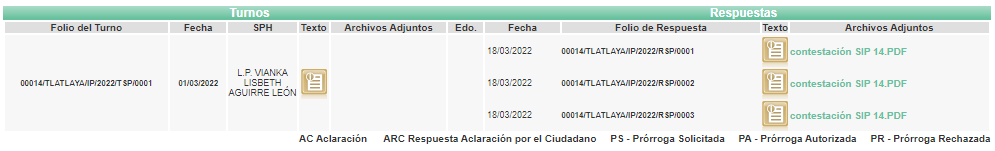 Turnos Respuestas
Folio del Turno Fecha SPH Texto Archivos Adjuntos Edo. Fecha Folio de Respuesta Texto Archivos Adjuntos
18/03/2022 00014/TLATLAYA/IP/2022/RSP/0001 contestación SIP 14.PDF
00014/TLATLAYA/IP/2022/TSP/0001 01/03/2022 L.P. VIANKA
LISBETH
AGUIRRE LEÓN
18/03/2022 00014/TLATLAYA/IP/2022/RSP/0002 contestación SIP 14.PDF
18/03/2022 00014/TLATLAYA/IP/2022/RSP/0003 contestación SIP 14.PDF
AC Aclaración ARC Respuesta Aclaración por el Ciudadano PS - Prórroga Solicitada PA - Prórroga Autorizada PR - Prórroga Rechazada